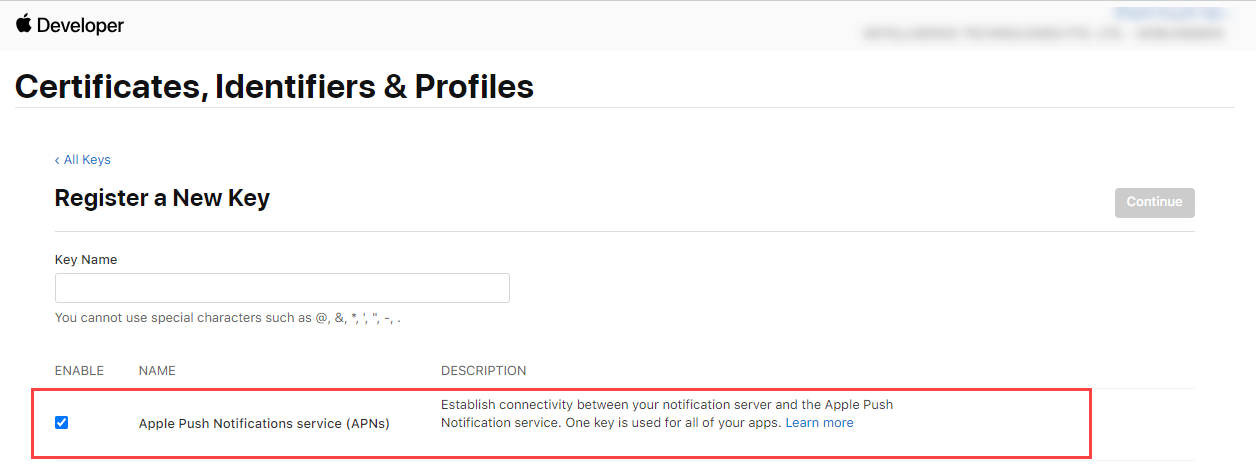 Developer
Certificates, Identifiers & Profiles
‹ All Keys
Register a New Key
Continue
Key Name
You cannot use special characters such as @, &, *, ', ", -, .
ENABLE NAME DESCRIPTION
Establish connectivity between your notification server and the Apple Push
Apple Push Notifications service (APNs)
Notification service. One key is used for all of your apps. Learn more